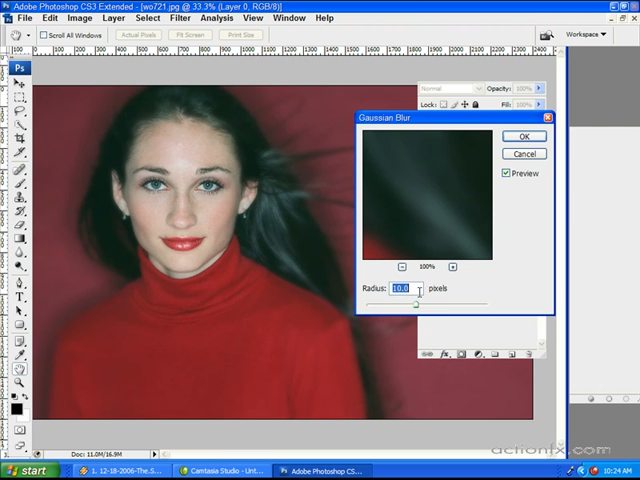 Adobe Photoshop CS3 Extended - [wo721.jpg @ 33.3% (Layer 0, RGB/8)]
File Edit Image Layer Select Filter Analysis View Window Help
Scroll All Windows Actual Pixels Fit Screen Print Size Workspace
Ps
Normal Opacity: 100%
Lock: Fill: 100%
Gaussian Blur
OK
Cancel
Preview
100%
Radius: 10.0 pixels
Doc: 11.0M/16.9M
actionfx.com
start 1. 12-18-2006-The.S... Camtasia Studio - Unt... Adobe Photoshop CS... 10:24 AM